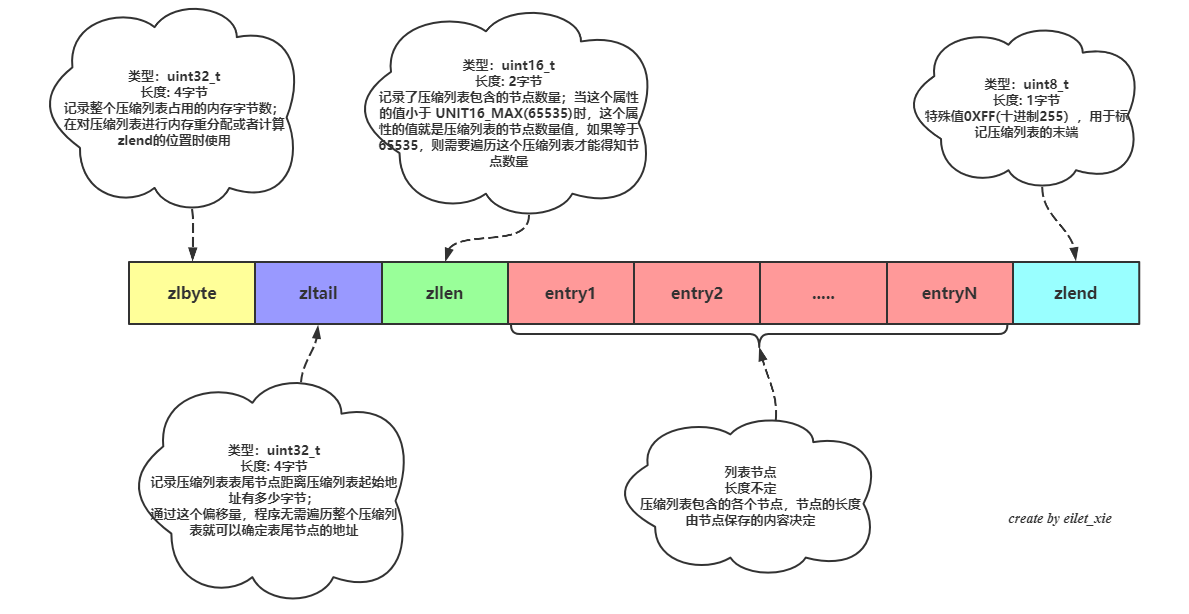 类型：uint32_t
长度: 4字节
记录整个压缩列表占用的内存字节数；
在对压缩列表进行内存重分配或者计算
zlend的位置时使用
类型：uint16_t
长度: 2字节
记录了压缩列表包含的节点数量；当这个属性
的值小于 UNIT16_MAX(65535)时，这个属
性的值就是压缩列表的节点数量值，如果等于
65535，则需要遍历这个压缩列表才能得知节
点数量
类型：uint8_t
长度: 1字节
特殊值0XFF(十进制255) ，用于标
记压缩列表的末端
zlbyte
zltail
zllen
entry1
entry2
.....
entryN
zlend
类型：uint32_t
长度: 4字节
记录压缩列表表尾节点距离压缩列表起始地
址有多少字节；
通过这个偏移量，程序无需遍历整个压缩列
表就可以确定表尾节点的地址
列表节点
长度不定
压缩列表包含的各个节点，节点的长度
由节点保存的内容决定
create by eilet_xie